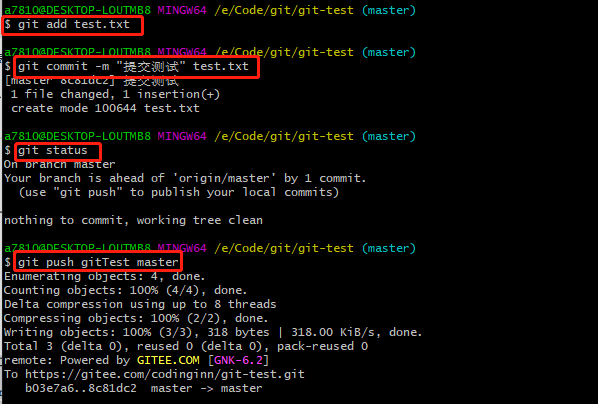 a7810@DESKTOP-LOUTMB8 MINGW64 /e/Code/git/git-test (master)
$ git add test.txt
a7810@DESKTOP-LOUTMB8 MINGW64 /e/Code/git/git-test (master)
$ git commit -m "提交测试" test.txt
[master 8c81dc2] 提交测试
1 file changed, 1 insertion(+)
create mode 100644 test.txt
a7810@DESKTOP-LOUTMB8 MINGW64 /e/Code/git/git-test (master)
$ git status
On branch master
Your branch is ahead of 'origin/master' by 1 commit.
(use "git push" to publish your local commits)
nothing to commit, working tree clean
a7810@DESKTOP-LOUTMB8 MINGW64 /e/Code/git/git-test (master)
$ git push gitTest master
Enumerating objects: 4, done.
Counting objects: 100% (4/4), done.
Delta compression using up to 8 threads
Compressing objects: 100% (2/2), done.
Writing objects: 100% (3/3), 318 bytes | 318.00 KiB/s, done.
Total 3 (delta 0), reused 0 (delta 0), pack-reused 0
remote: Powered by GITEE.COM [GNK-6.2]
To https://gitee.com/codinginn/git-test.git
b03e7a6..8c81dc2  master -> master